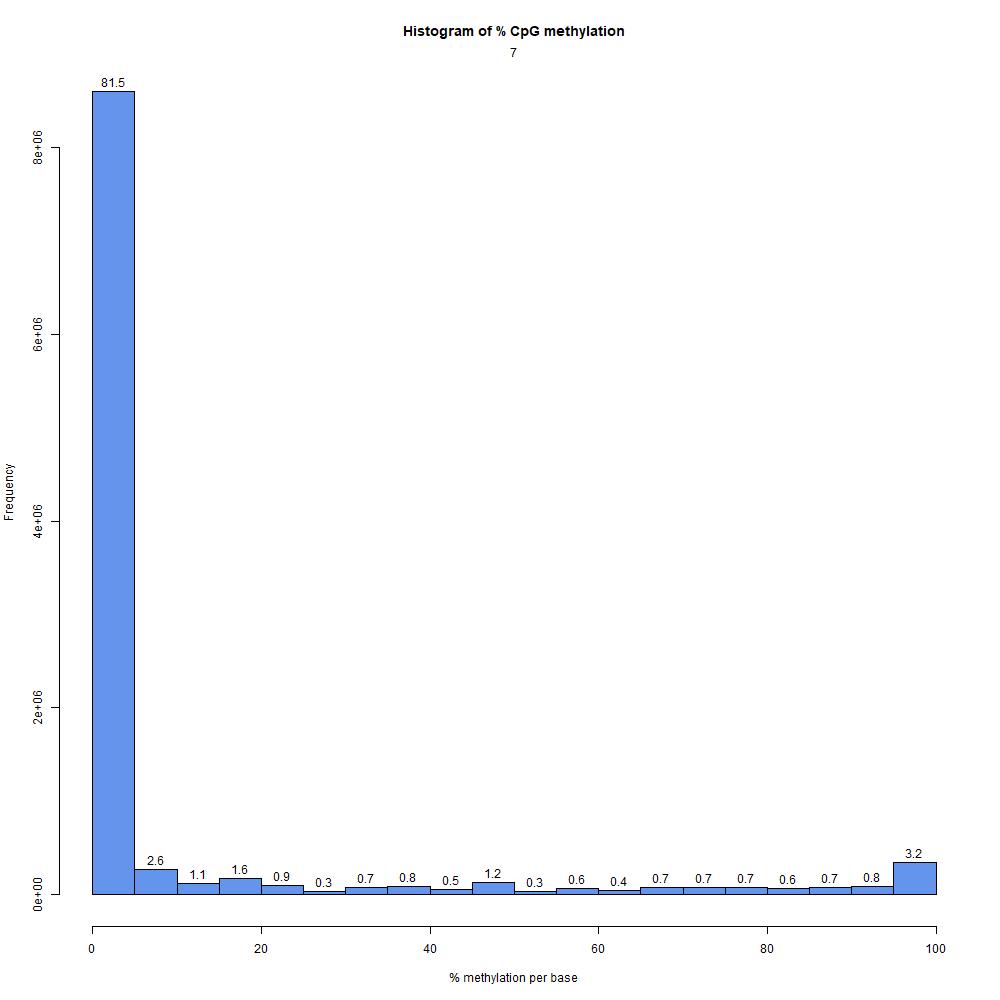 Histogram of % CpG methylation
7
81.5
2.6
1.1
1.6
0.9
0.3
0.7
0.8
0.5
1.2
0.3
0.6
0.4
0.7
0.7
0.7
0.6
0.7
0.8
3.2
Frequency
8e+06
6e+06
4e+06
2e+06
0e+00
0 20 40 60 80 100
% methylation per base